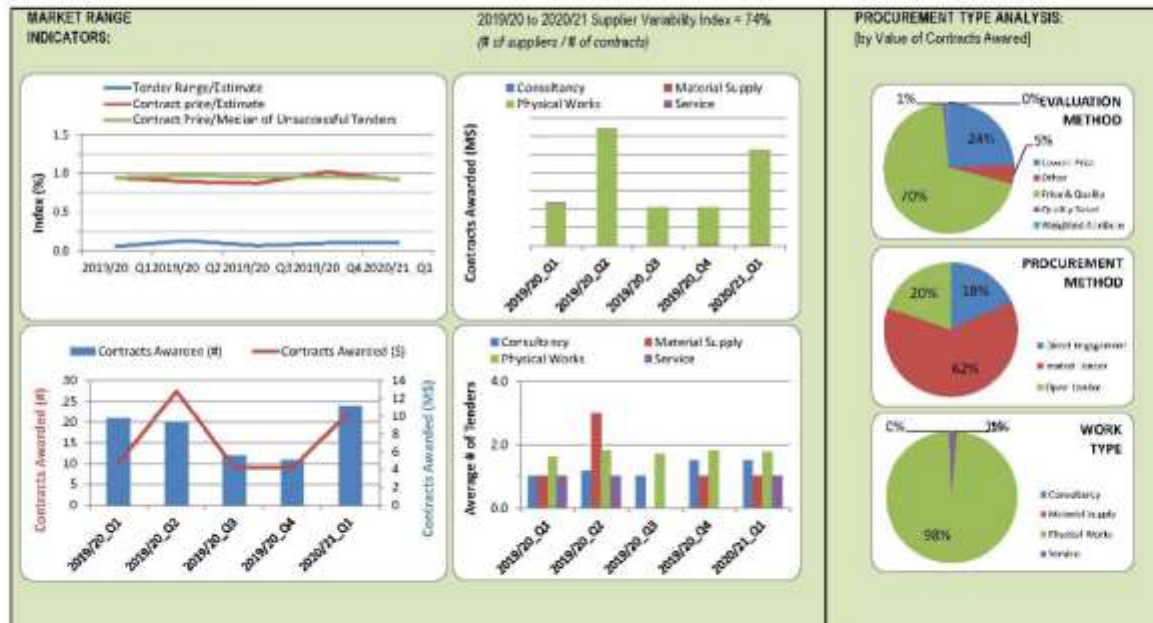 MARKET RANGE
INDICATORS:
2019/20 to 2020/21 Supplier Variability Index = 74%
(# of suppliers / # of contracts)
PROCUREMENT TYPE ANALYSIS:
[by Value of Contracts Awared]
Tender Range/Estimate
Contract price/Estimate
Contract Price/Median of Unsuccessful Tenders
Index (%)
1.5
1.0
0.5
0.0
2019/20 Q1
2019/20 Q2
2019/20 Q3
2019/20 Q4
2020/21 Q1
Consultancy
Material Supply
Physical Works
Service
Contracts Awarded (M$)
2019/20_Q1
2019/20_Q2
2019/20_Q3
2019/20_Q4
2020/21_Q1
Contracts Awarded (#)
Contracts Awarded ($)
Contracts Awarded (#)
30
25
20
15
10
5
0
14
12
10
8
6
4
2
0
Contracts Awarded (M$)
2019/20_Q1
2019/20_Q2
2019/20_Q3
2019/20_Q4
2020/21_Q1
Consultancy
Material Supply
Physical Works
Service
Average # of Tenders
4.0
2.0
0.0
2019/20_Q1
2019/20_Q2
2019/20_Q3
2019/20_Q4
2020/21_Q1
EVALUATION
METHOD
1%
0%
24%
5%
70%
Lowest Price
Other
Price & Quality
Quality Based
Weighted Attribute
PROCUREMENT
METHOD
20%
18%
62%
Direct Engagement
Open Tender
WORK
TYPE
0%
98%
Consultancy
Material Supply
Physical Works
Service